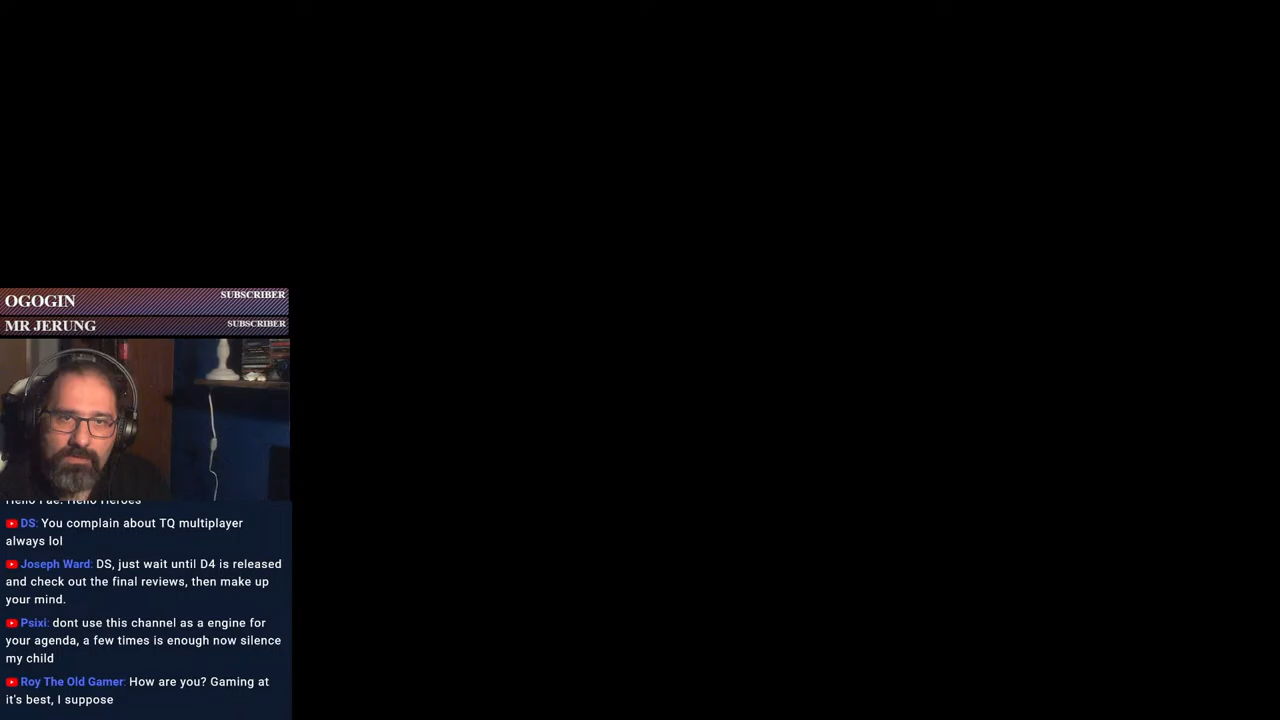 OGOGIN
SUBSCRIBER
MR JERUNG
SUBSCRIBER
DS: You complain about TQ multiplayer
always lol
Joseph Ward: DS, just wait until D4 is released
and check out the final reviews, then make up
your mind.
Psixi: dont use this channel as a engine for
your agenda, a few times is enough now silence
my child
Roy The Old Gamer: How are you? Gaming at
it's best, I suppose